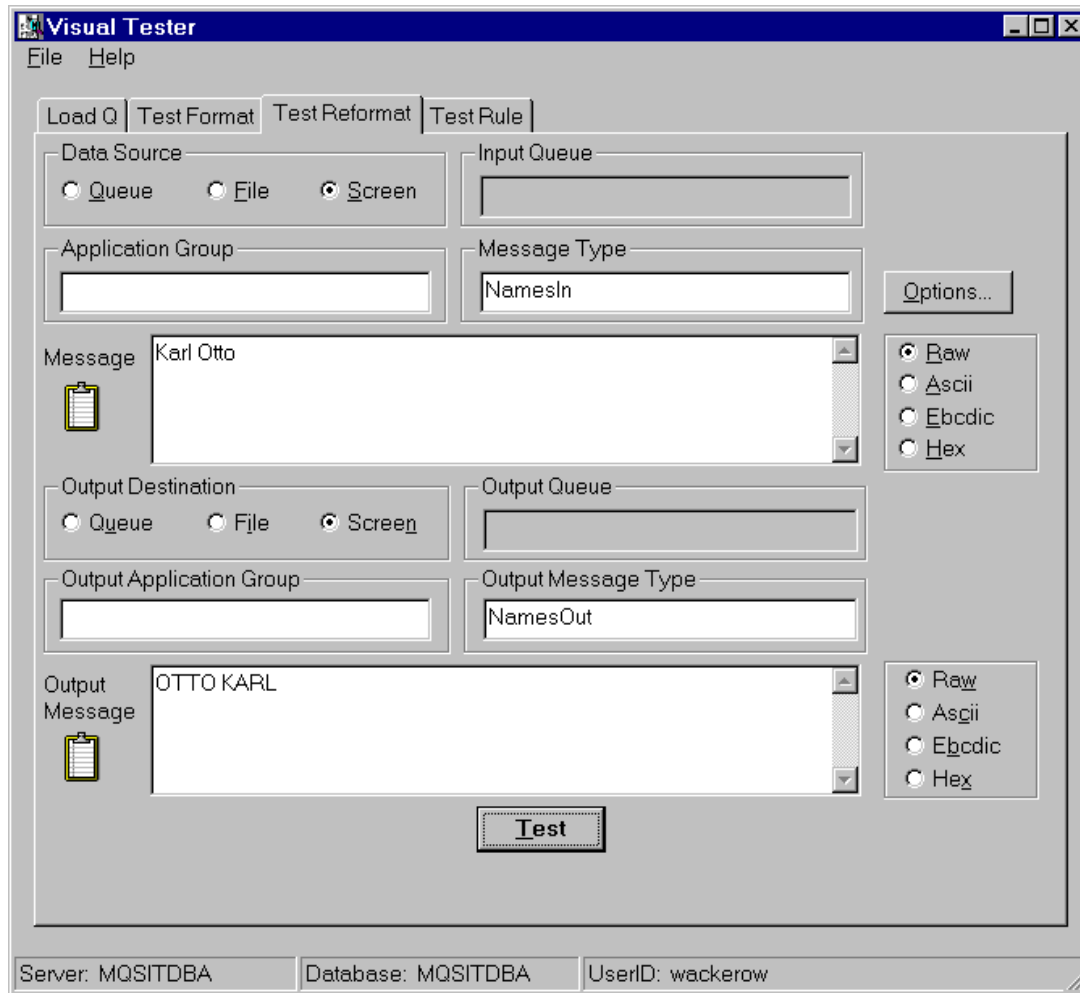 Visual Tester
File Help
Load Q Test Format Test Reformat Test Rule
Data Source Input Queue
Queue File Screen
Application Group Message Type
NamesIn
Options...
Message
Karl Otto
Raw
Ascii
Ebcdic
Hex
Output Destination Output Queue
Queue File Screen
Output Application Group Output Message Type
NamesOut
Output Message
OTTO KARL
Raw
Ascii
Ebcdic
Hex
Test
Server: MQSITDBA Database: MQSITDBA UserID: wackerow